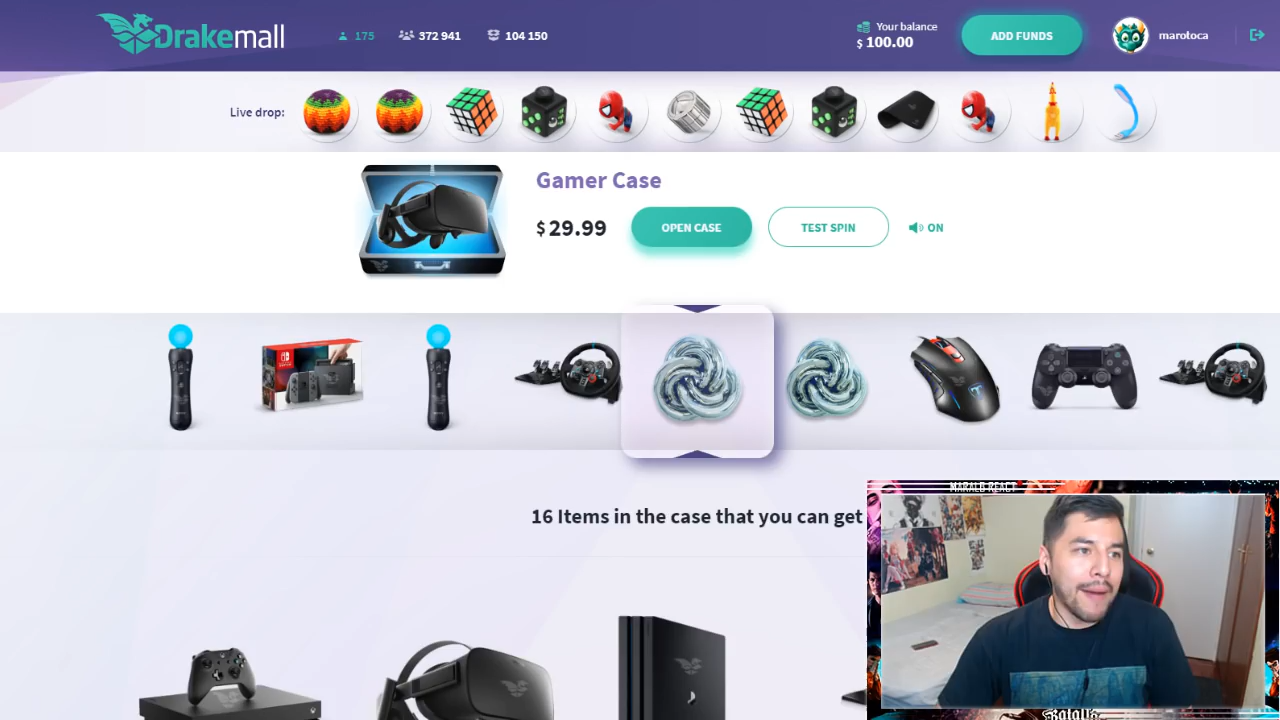 Drakemall
175
372 941
104 150
Your balance
$ 100.00
ADD FUNDS
marotoca
Live drop:
Gamer Case
$ 29.99
OPEN CASE
TEST SPIN
ON
16 Items in the case that you can get